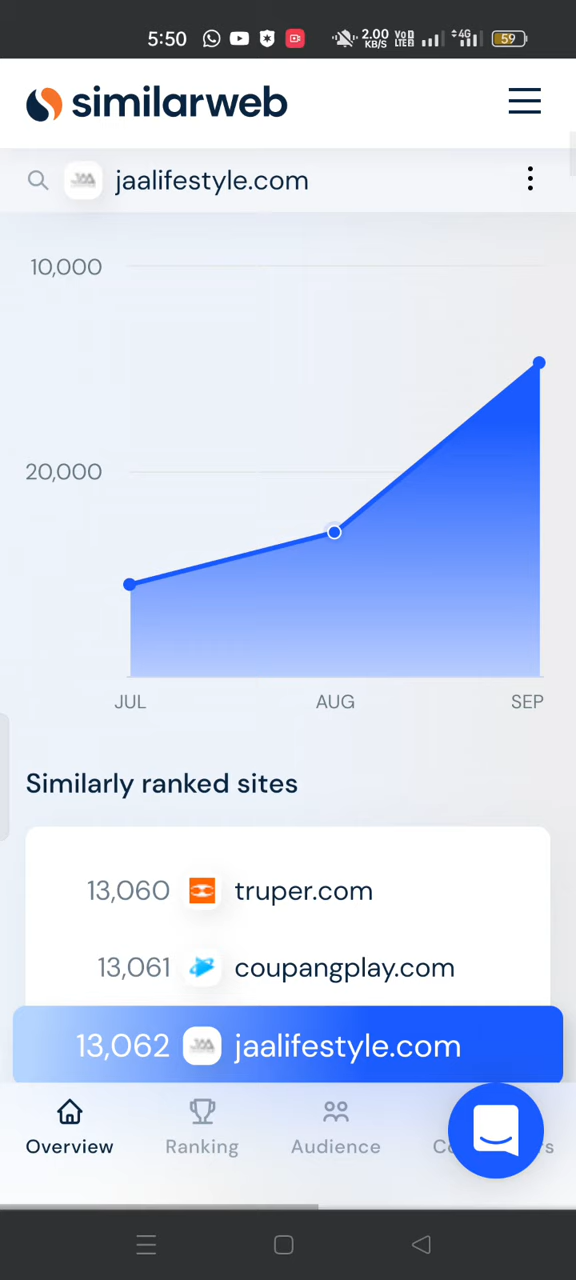 5:50 2.00 KB/S Vo LTE 4G 59
similarweb
jaalifestyle.com
10,000
20,000
JUL AUG SEP
Similarly ranked sites
13,060 truper.com
13,061 coupangplay.com
13,062 JAA jaalifestyle.com
Overview Ranking Audience